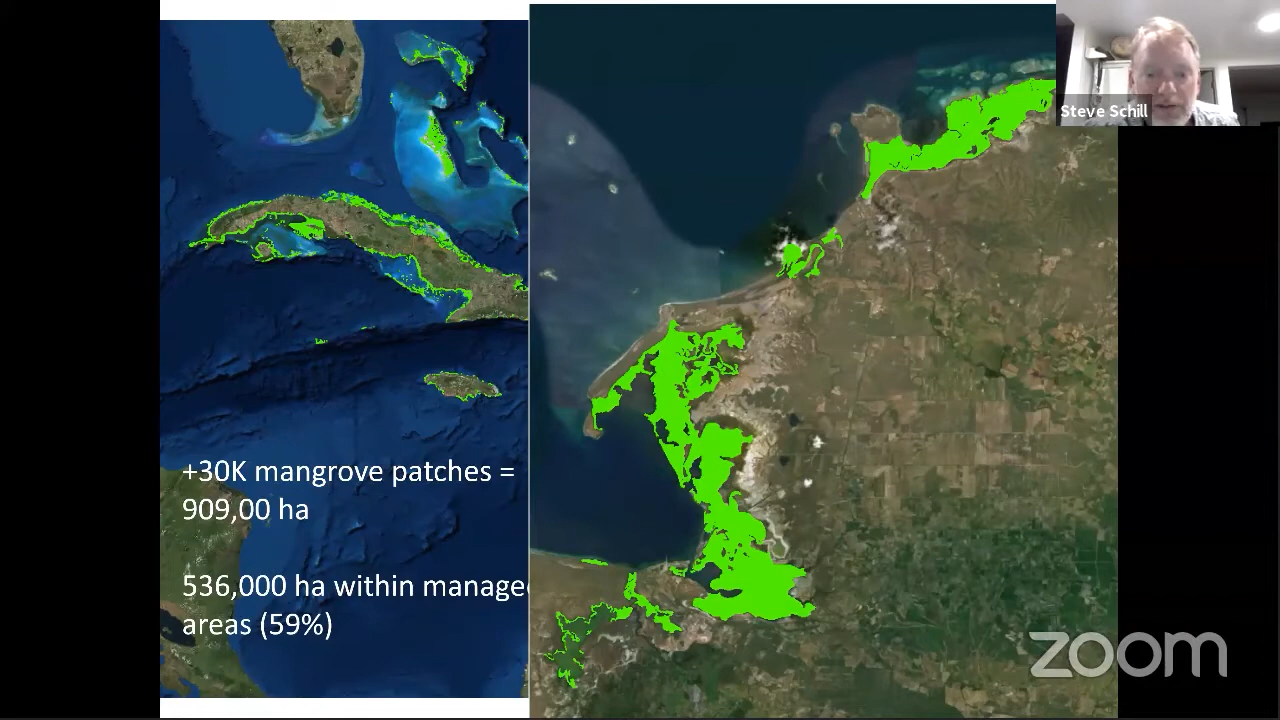 Steve Schill
+30K mangrove patches =
909,00 ha
536,000 ha within manage
areas (59%)
zoom